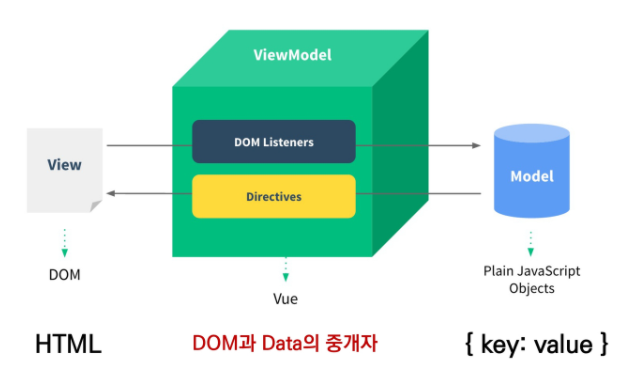 ViewModel
DOM Listeners
View
Model
Directives
DOM
Vue
Plain JavaScript
Objects
HTML
DOM과 Data의 중개자
{ key: value }